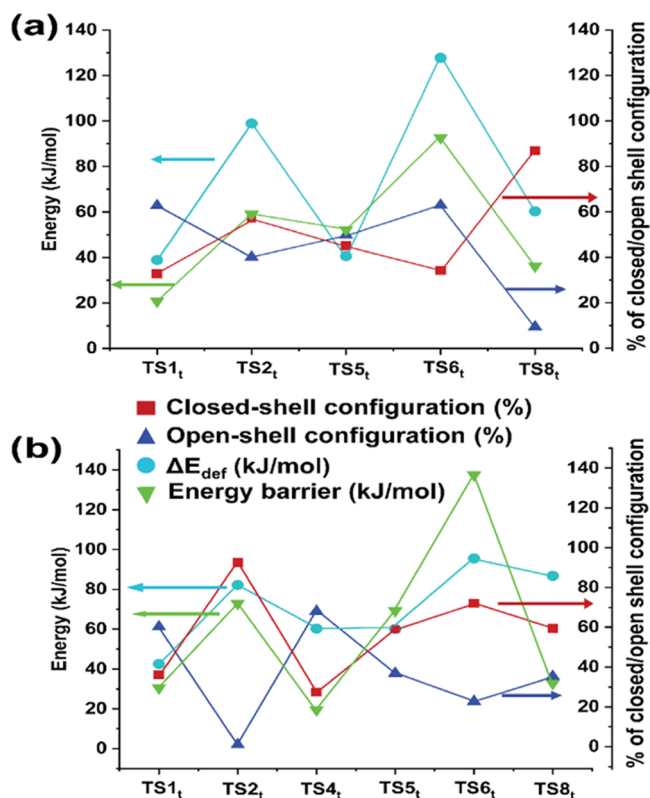 (a)
140
120
100
80
60
40
20
0
Energy (kJ/mol)
140
120
100
80
60
40
20
0
% of closed/open shell configuration
TS1t TS2t TS5t TS6t TS8t
Closed-shell configuration (%)
Open-shell configuration (%)
ΔEdef (kJ/mol)
Energy barrier (kJ/mol)
(b)
140
120
100
80
60
40
20
0
Energy (kJ/mol)
140
120
100
80
60
40
20
0
% of closed/open shell configuration
TS1t TS2t TS4t TS5t TS6t TS8t